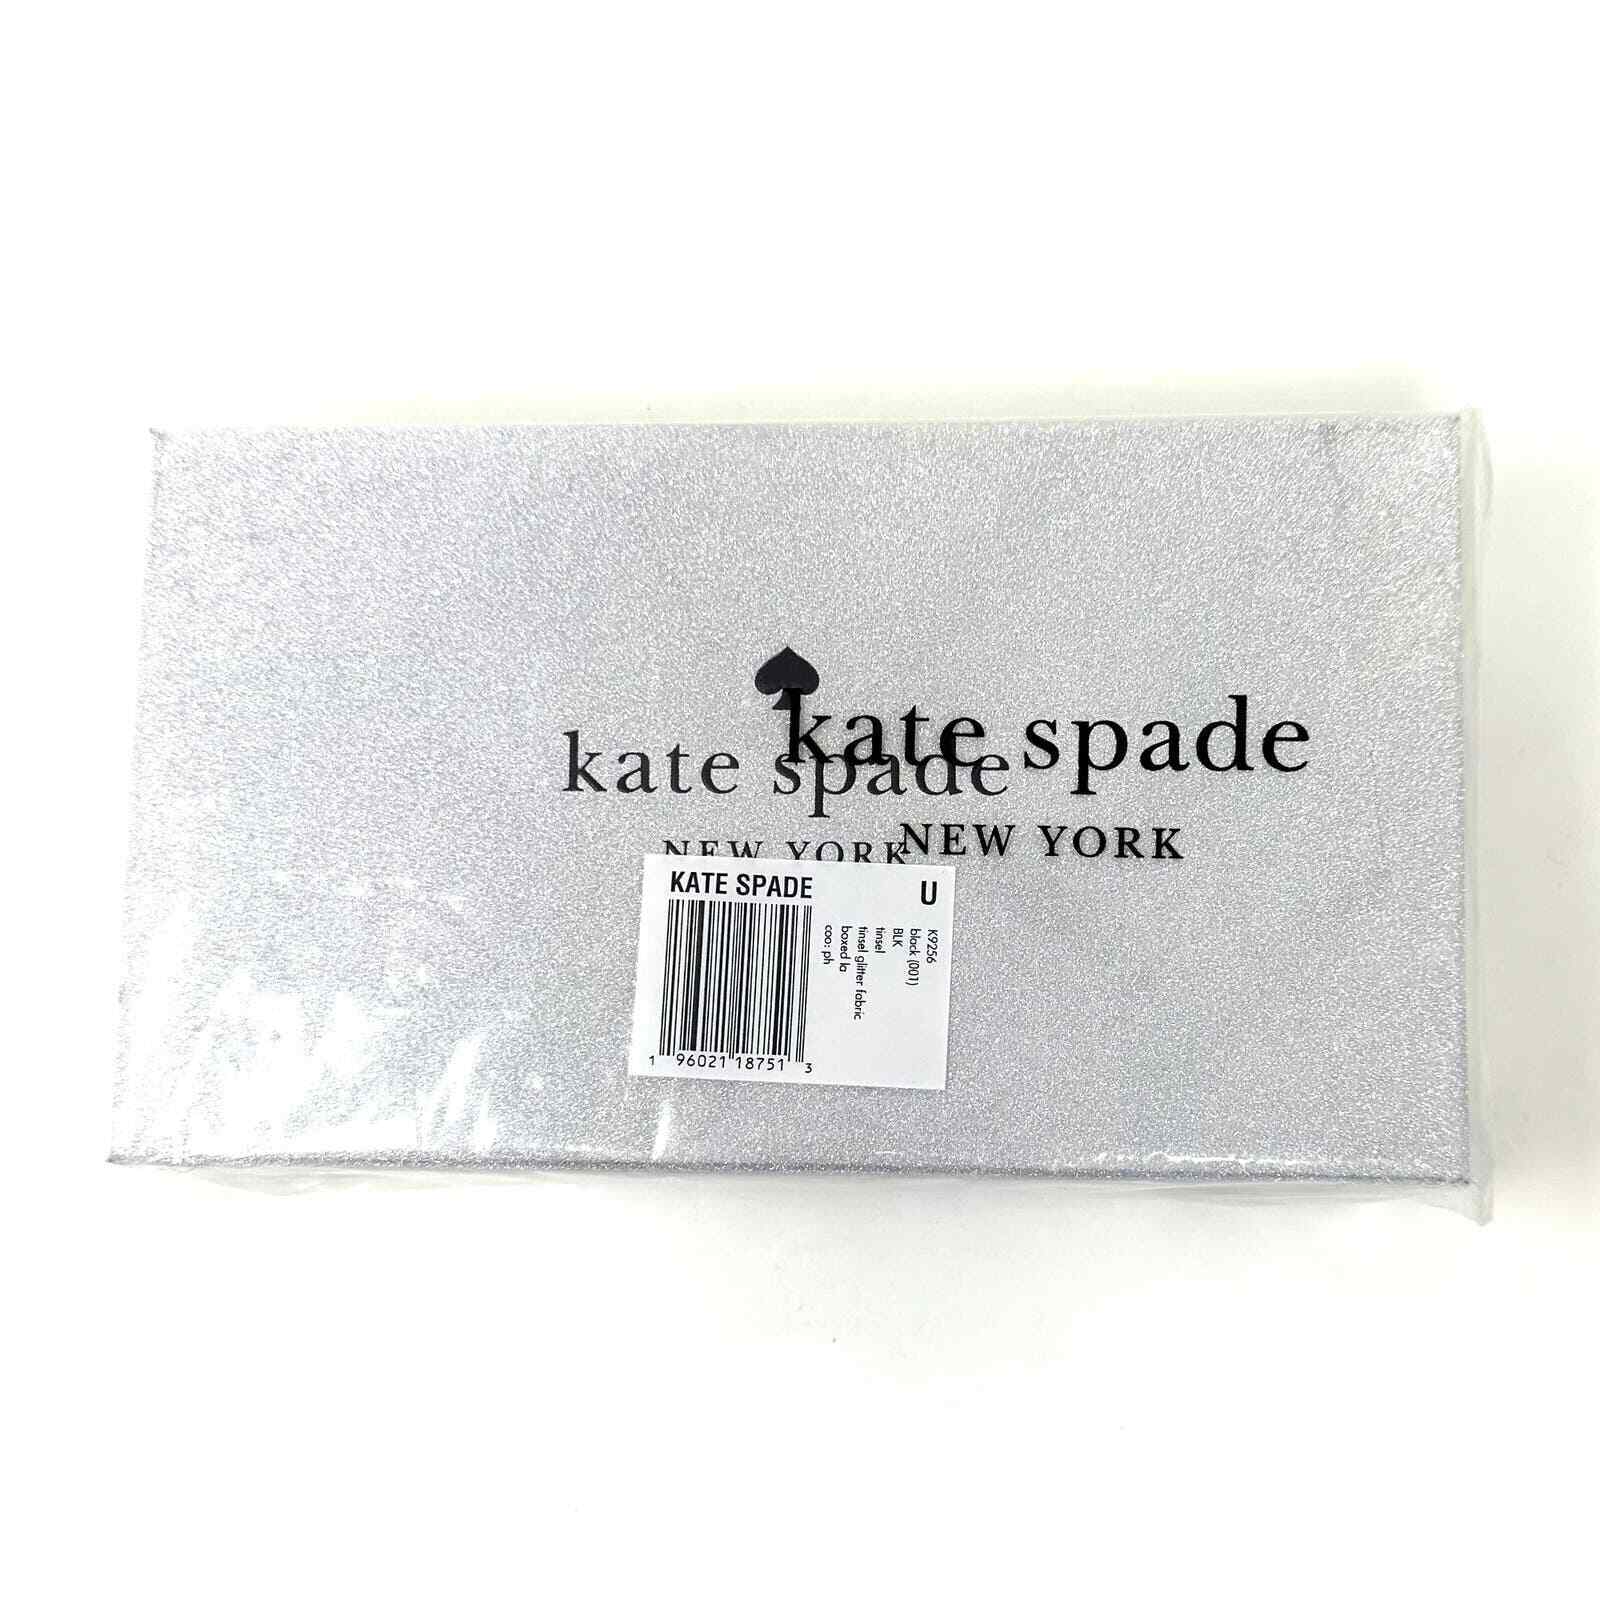 kate spade
NEW YORK
kate spade
NEW YORK
KATE SPADE
U
K9256
black (001)
BLK
tinsel
tinsel glitter fabric
boxed la
coo: ph
1 96021 18751 3